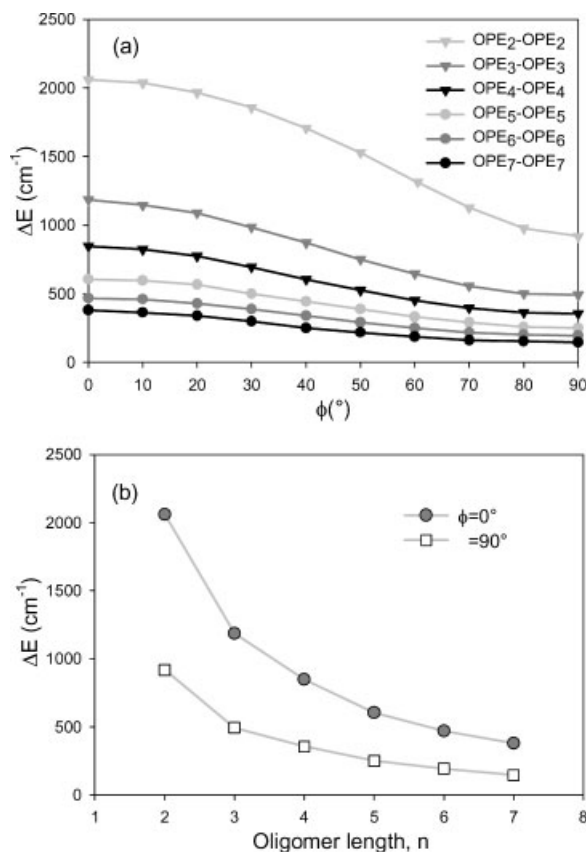 (a)
OPE₂-OPE₂
OPE₃-OPE₃
OPE₄-OPE₄
OPE₅-OPE₅
OPE₆-OPE₆
OPE₇-OPE₇
2500
2000
1500
1000
500
0
ΔE (cm⁻¹)
0 10 20 30 40 50 60 70 80 90
ϕ(°)
(b)
ϕ=0°
=90°
2500
2000
1500
1000
500
0
ΔE (cm⁻¹)
1 2 3 4 5 6 7 8
Oligomer length, n